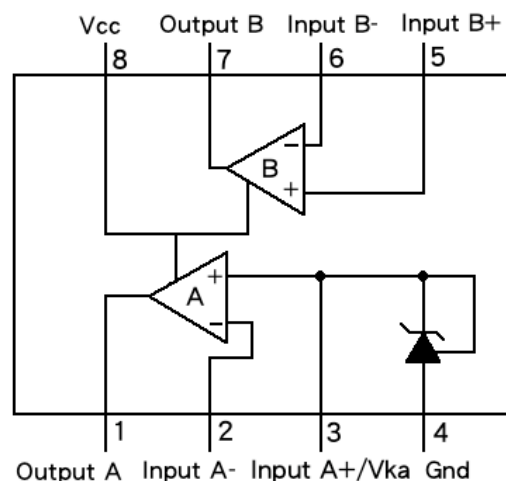 Vcc Output B Input B- Input B+
8 7 6 5
− B +
+ A −
1 2 3 4
Output A Input A- Input A+/Vka Gnd